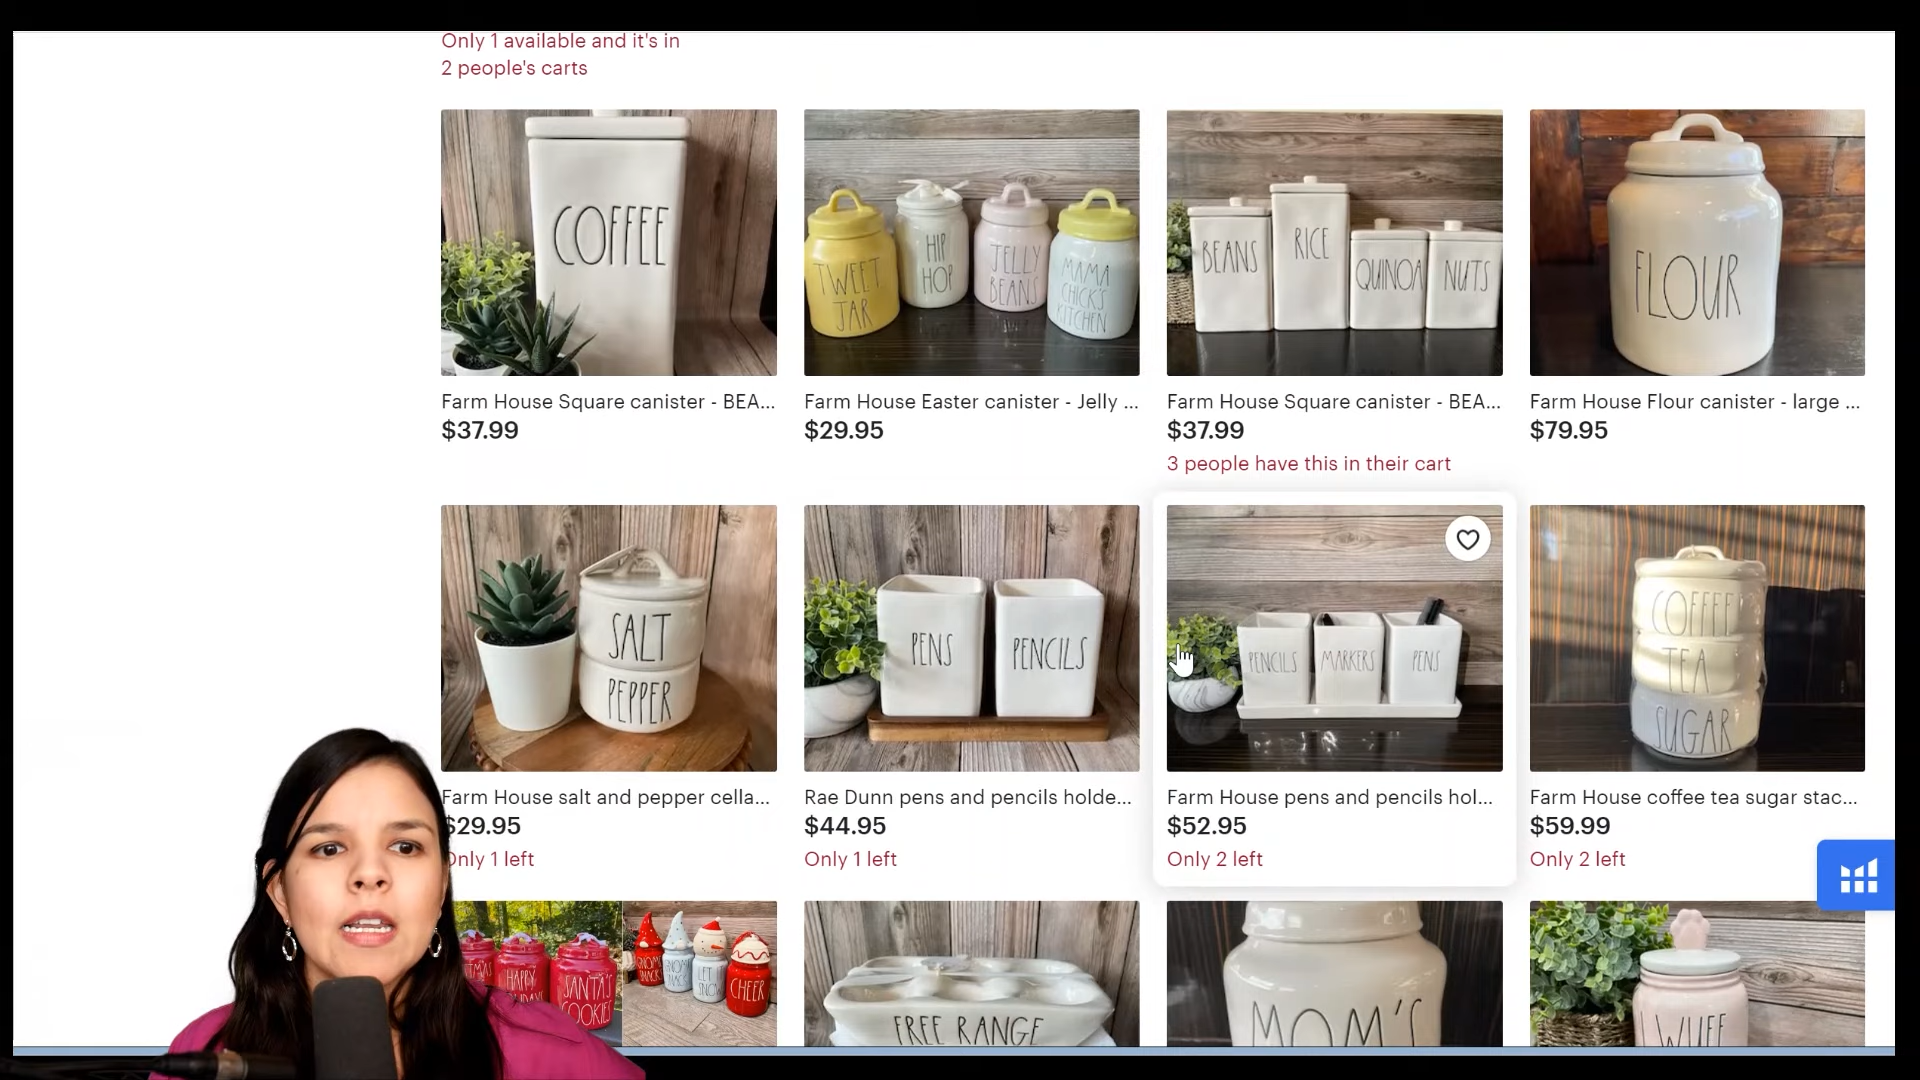 Only 1 available and it's in
2 people's carts
COFFEE
TWEET
JAR
HIP
HOP
JELLY
BEANS
MAMA
CHICK'S
KITCHEN
BEANS
RICE
QUINOA
NUTS
FLOUR
Farm House Square canister - BEA...
$37.99
Farm House Easter canister - Jelly ...
$29.95
Farm House Square canister - BEA...
$37.99
3 people have this in their cart
Farm House Flour canister - large ...
$79.95
SALT
PEPPER
PENS
PENCILS
PENCILS
MARKERS
PENS
COFFEE
TEA
SUGAR
Farm House salt and pepper cella...
$29.95
Only 1 left
Rae Dunn pens and pencils holde...
$44.95
Only 1 left
Farm House pens and pencils hol...
$52.95
Only 2 left
Farm House coffee tea sugar stac...
$59.99
Only 2 left
HAPPY
SANTA'S
COOKIES
LET
CHEER
FREE RANGE
MOM'S